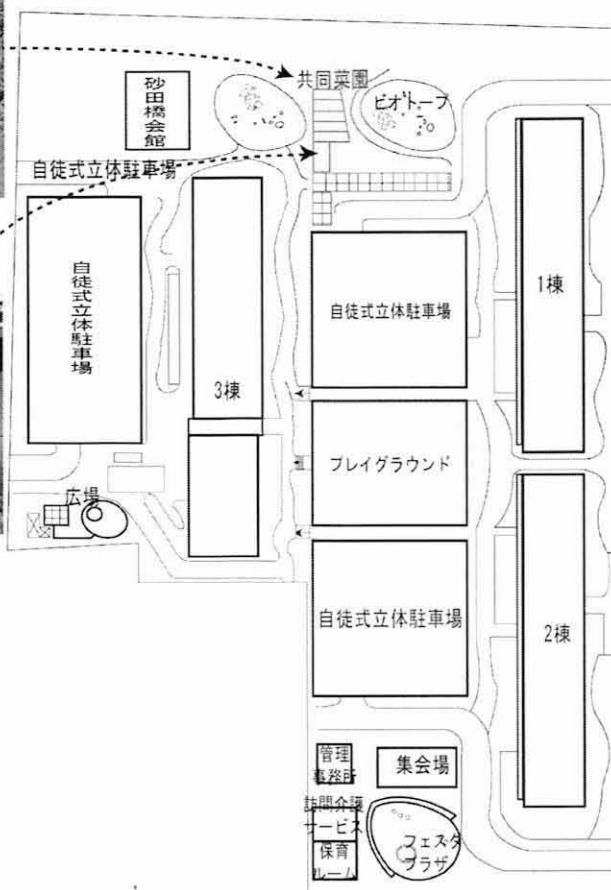 共同菜園
砂田橋会館
ビオトープ
自徒式立体駐車場
自徒式立体駐車場
自徒式立体駐車場
1棟
3棟
プレイグラウンド
広場
自徒式立体駐車場
2棟
管理
事務所
集会場
訪問介護
サービス
フェスタ
プラザ
保育
ルーム